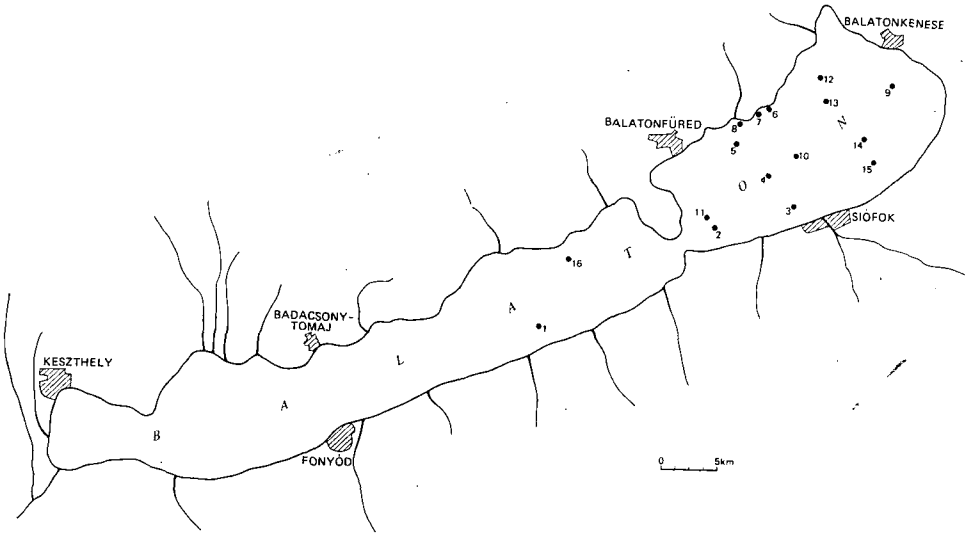 BALATONKENESE
12
9
13
6
7
8
BALATONFÜRED
N
5
14
10
15
4
O
11
3
2
SIÓFOK
T
16
A
BADACSONY-
TOMAJ
1
L
KESZTHELY
A
B
FONYÓD
0 5km